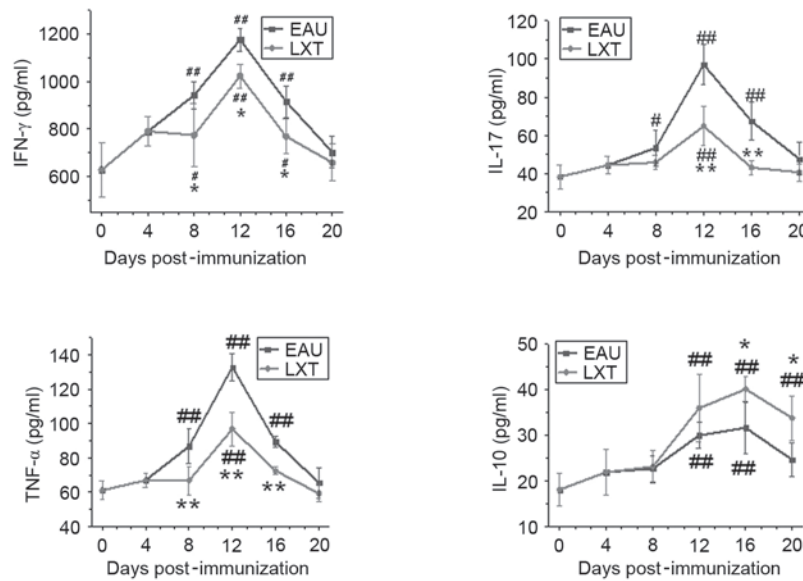 EAU
LXT
1200
1000
800
600
IFN-γ (pg/ml)
##
##
##
##
*
#
*
#
*
0 4 8 12 16 20
Days post-immunization
EAU
LXT
120
100
80
60
40
20
IL-17 (pg/ml)
#
##
##
##
**
**
0 4 8 12 16 20
Days post-immunization
EAU
LXT
140
120
100
80
60
40
TNF-α (pg/ml)
##
##
##
##
**
**
**
0 4 8 12 16 20
Days post-immunization
EAU
LXT
50
40
30
20
10
IL-10 (pg/ml)
##
*
##
*
##
##
##
0 4 8 12 16 20
Days post-immunization